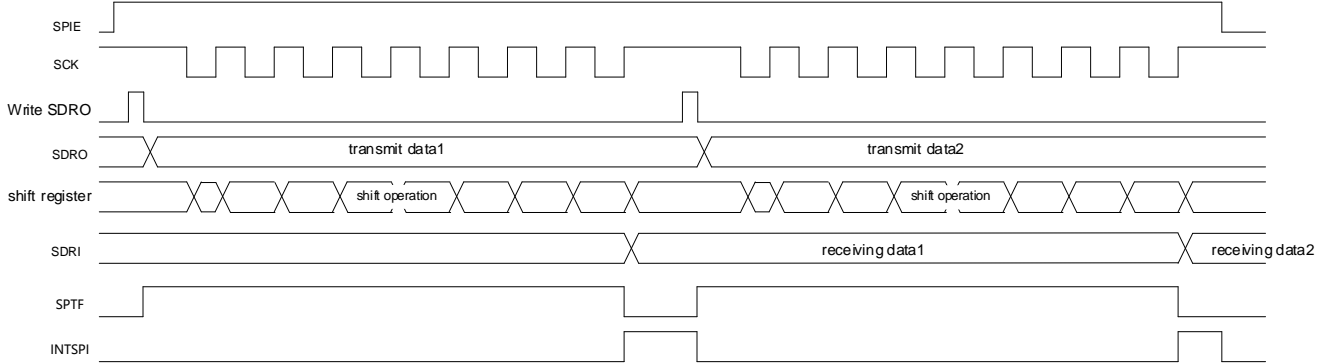 SPIE
SCK
Write SDRO
SDRO transmit data1 transmit data2
shift register shift operation shift operation
SDRI receiving data1 receiving data2
SPTF
INTSPI